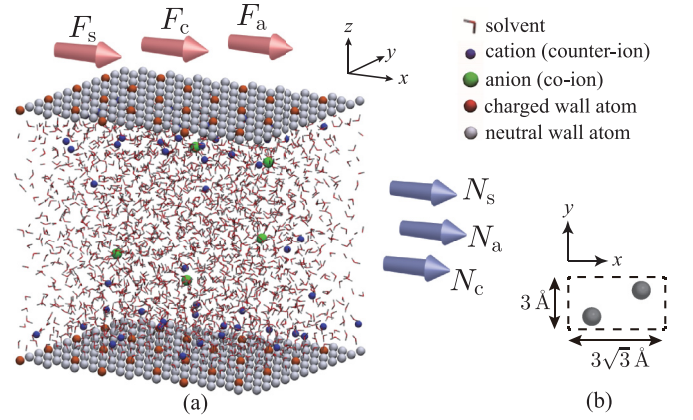 F_s F_c F_a
z
y
x
solvent
cation (counter-ion)
anion (co-ion)
charged wall atom
neutral wall atom
N_s
N_a
N_c
y
x
3 Å
3√3 Å
(a)
(b)